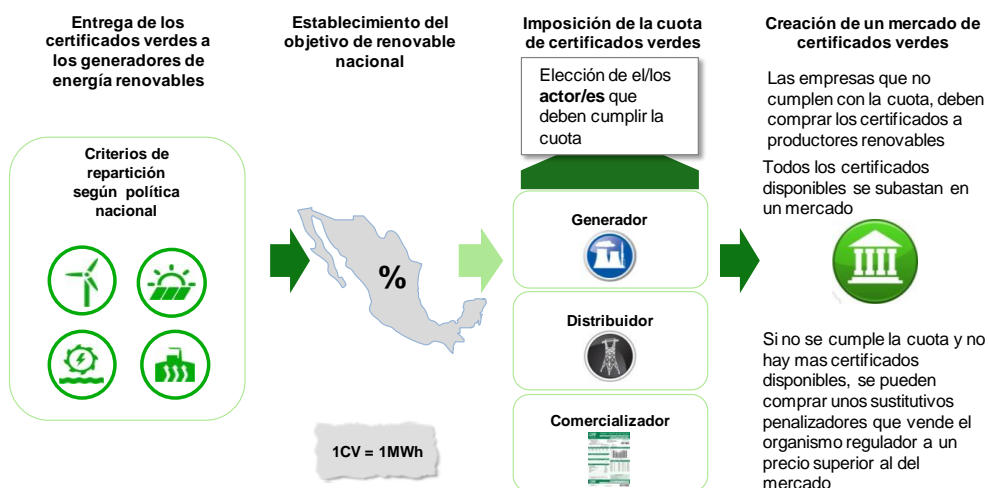 Entrega de los
certificados verdes a
los generadores de
energía renovables
Criterios de
repartición
según política
nacional
Establecimiento del
objetivo de renovable
nacional
%
1CV = 1MWh
Imposición de la cuota
de certificados verdes
Elección de el/los
actor/es que
deben cumplir la
cuota
Generador
Distribuidor
Comercializador
Creación de un mercado de
certificados verdes
Las empresas que no
cumplen con la cuota, deben
comprar los certificados a
productores renovables
Todos los certificados
disponibles se subastan en
un mercado
Si no se cumple la cuota y no
hay mas certificados
disponibles, se pueden
comprar unos sustitutivos
penalizadores que vende el
organismo regulador a un
precio superior al del
mercado